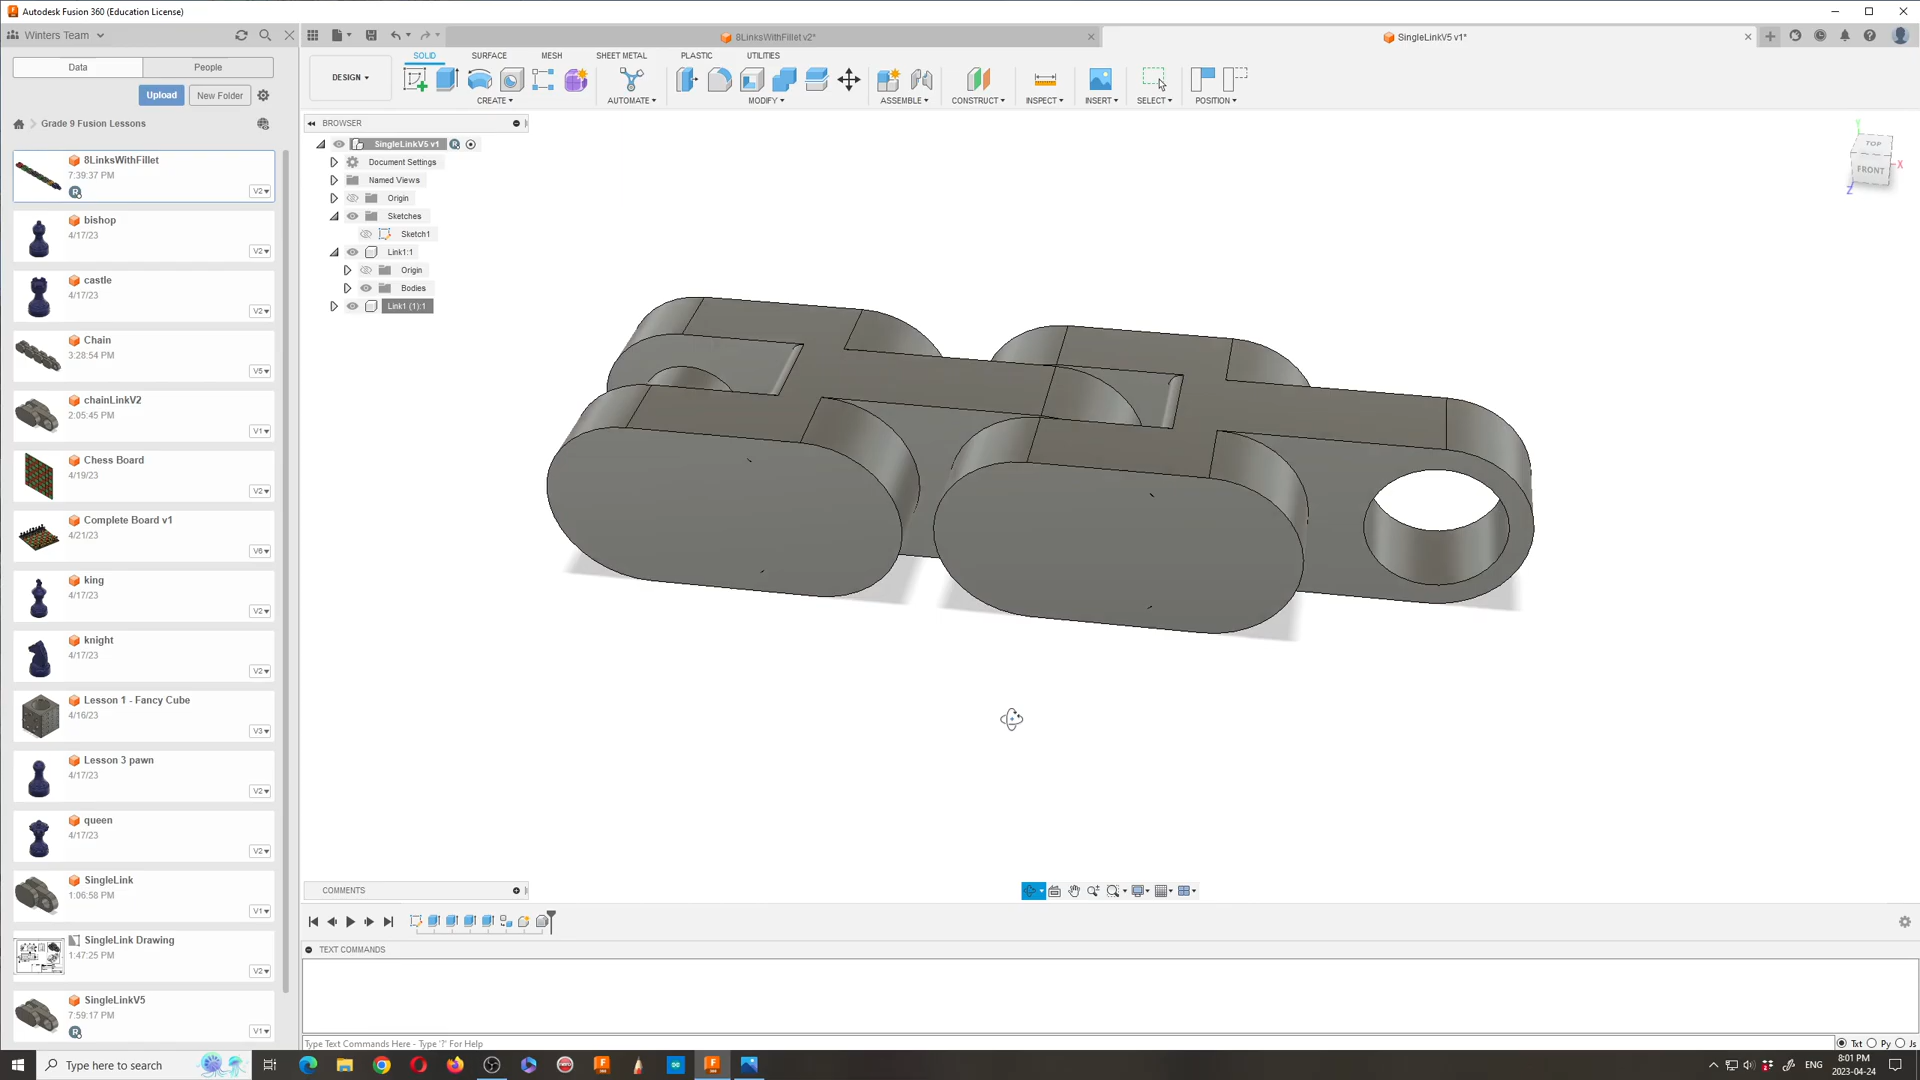 Autodesk Fusion 360 (Education License)
Winters Team
8LinksWithFillet v2*
SingleLinkV5 v1*
Data
People
Upload
New Folder
Grade 9 Fusion Lessons
DESIGN
SOLID
SURFACE
MESH
SHEET METAL
PLASTIC
UTILITIES
CREATE
AUTOMATE
MODIFY
ASSEMBLE
CONSTRUCT
INSPECT
INSERT
SELECT
POSITION
BROWSER
SingleLinkV5 v1
Document Settings
Named Views
Origin
Sketches
Sketch1
Link1:1
Origin
Bodies
Link1 (1):1
Y
TOP
X
FRONT
Z
8LinksWithFillet
7:39:37 PM
V2
bishop
4/17/23
V2
castle
4/17/23
V2
Chain
3:28:54 PM
V5
chainLinkV2
2:05:45 PM
V1
Chess Board
4/19/23
V2
Complete Board v1
4/21/23
V6
king
4/17/23
V2
knight
4/17/23
V2
Lesson 1 - Fancy Cube
4/16/23
V3
Lesson 3 pawn
4/17/23
V2
queen
4/17/23
V2
SingleLink
1:06:58 PM
V1
SingleLink Drawing
1:47:25 PM
V2
SingleLinkV5
7:59:17 PM
V1
COMMENTS
TEXT COMMANDS
Type Text Commands Here - Type '?' For Help
Txt
Py
Js
Type here to search
ENG
8:01 PM
2023-04-24